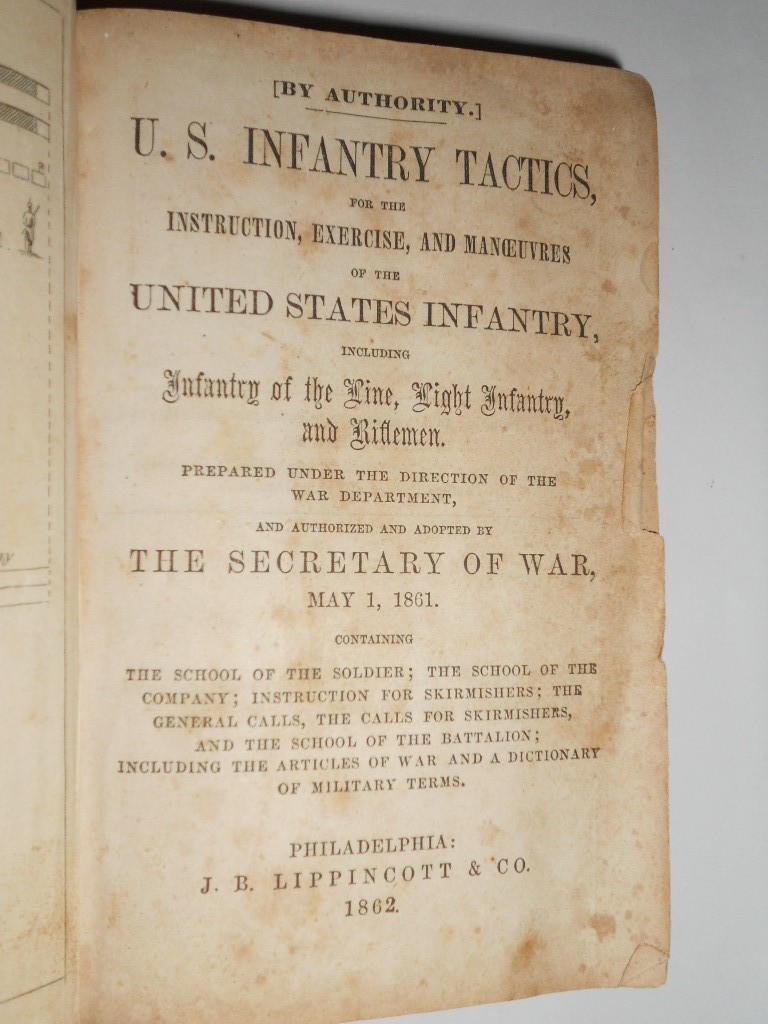 [BY AUTHORITY.]
U. S. INFANTRY TACTICS,
FOR THE
INSTRUCTION, EXERCISE, AND MANŒUVRES
OF THE
UNITED STATES INFANTRY,
INCLUDING
Infantry of the Line, Light Infantry,
and Riflemen.
PREPARED UNDER THE DIRECTION OF THE
WAR DEPARTMENT,
AND AUTHORIZED AND ADOPTED BY
THE SECRETARY OF WAR,
MAY 1, 1861.
CONTAINING
THE SCHOOL OF THE SOLDIER; THE SCHOOL OF THE
COMPANY; INSTRUCTION FOR SKIRMISHERS; THE
GENERAL CALLS, THE CALLS FOR SKIRMISHERS,
AND THE SCHOOL OF THE BATTALION;
INCLUDING THE ARTICLES OF WAR AND A DICTIONARY
OF MILITARY TERMS.
PHILADELPHIA:
J. B. LIPPINCOTT & CO.
1862.